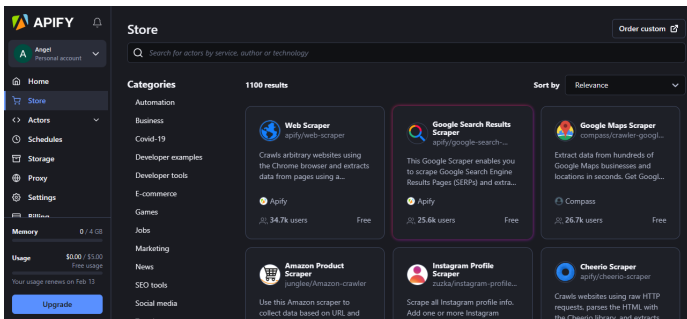 APIFY
A
Angel
Personal account
Home
Store
Actors
Schedules
Storage
Proxy
Settings
Billing
Memory 0 / 4 GB
Usage $0.00 / $5.00
Free usage
Your usage renews on Feb 13
Upgrade
Store
Order custom
Search for actors by service, author or technology
Categories
Automation
Business
Covid-19
Developer examples
Developer tools
E-commerce
Games
Jobs
Marketing
News
SEO tools
Social media
1100 results
Sort by Relevance
Web Scraper
apify/web-scraper
Crawls arbitrary websites using
the Chrome browser and extracts
data from pages using a...
Apify
34.7k users Free
Google Search Results
Scraper
apify/google-search-...
This Google Scraper enables you
to scrape Google Search Engine
Results Pages (SERPs) and extra...
Apify
25.6k users Free
Google Maps Scraper
compass/crawler-googl...
Extract data from hundreds of
Google Maps businesses and
locations in seconds. Get Googl...
Compass
26.7k users Free
Amazon Product
Scraper
junglee/Amazon-crawler
Use this Amazon scraper to
collect data based on URL and
Instagram Profile
Scraper
zuzka/instagram-profile...
Scrape all Instagram profile info.
Add one or more Instagram
Cheerio Scraper
apify/cheerio-scraper
Crawls websites using raw HTTP
requests, parses the HTML with
the Cheerio library, and extracts